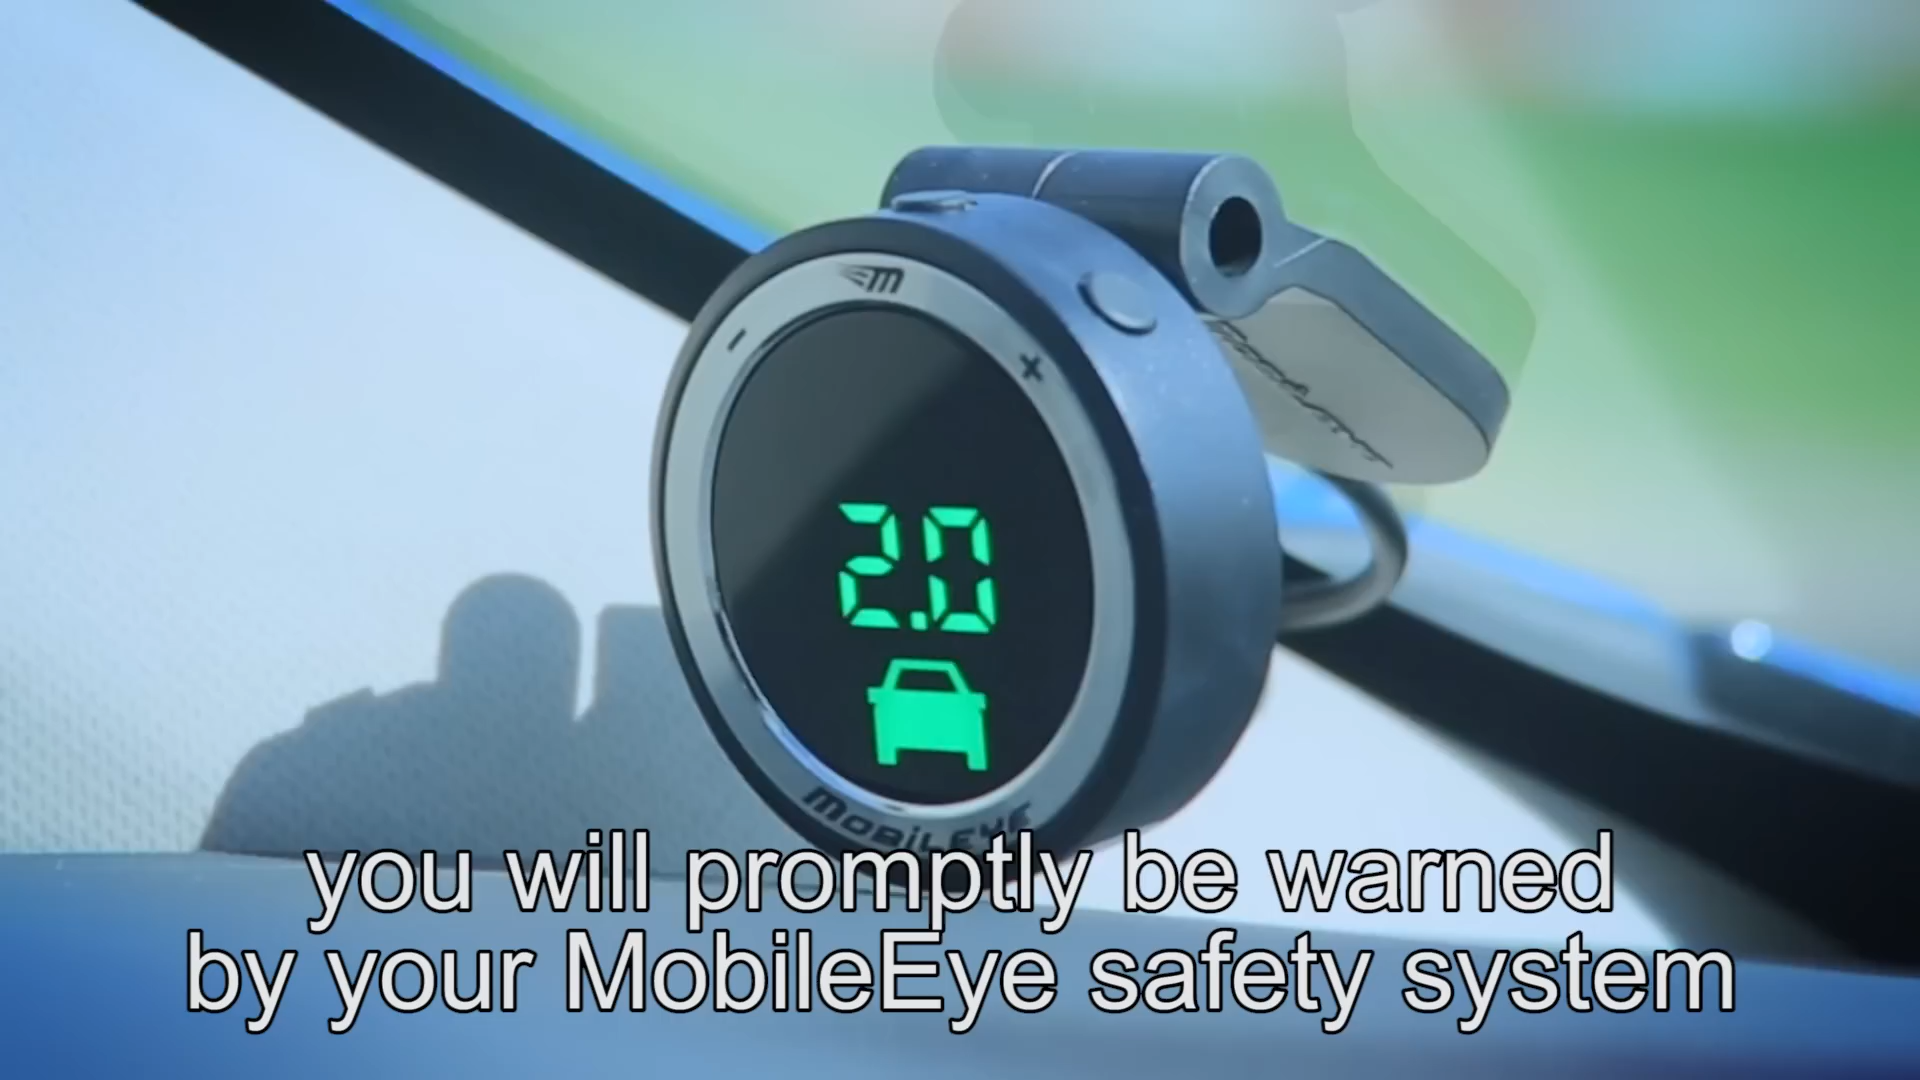 m
- +
2.0
MOBILEYE
you will promptly be warned
by your MobileEye safety system